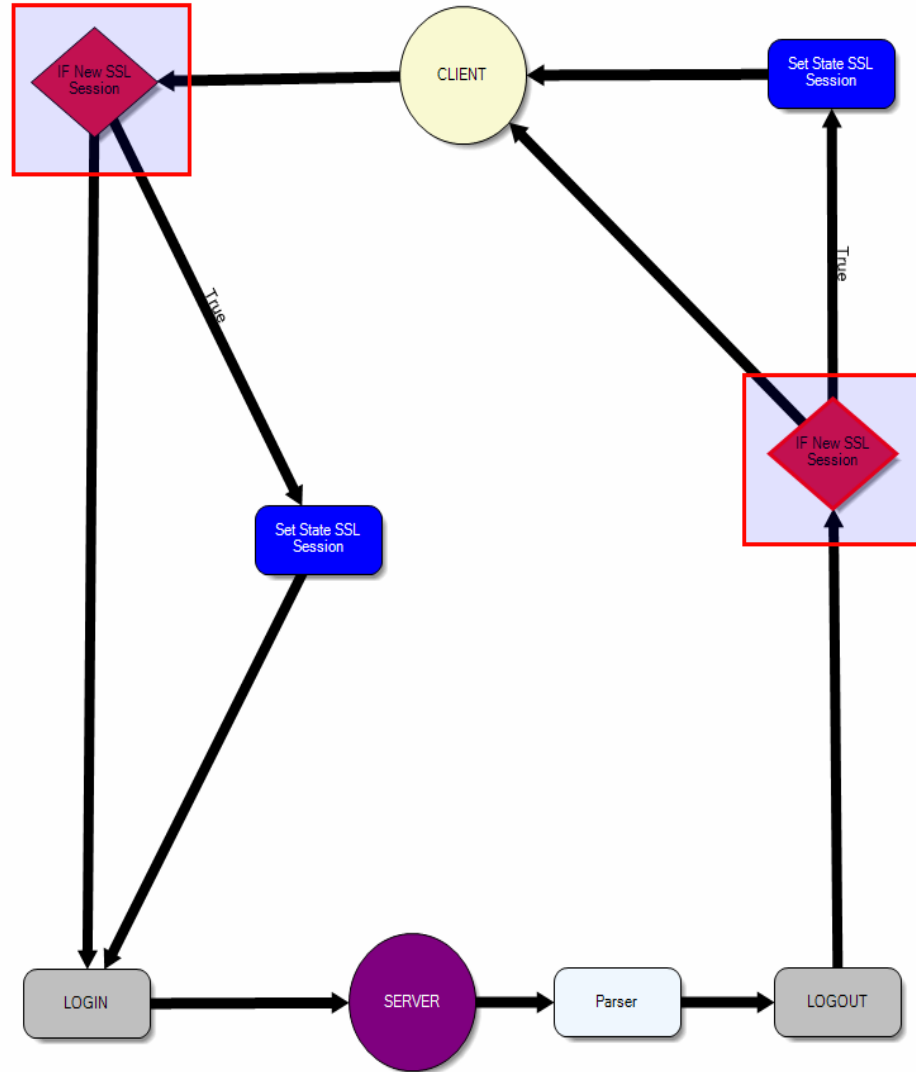 IF New SSL
Session
CLIENT
Set State SSL
Session
True
True
IF New SSL
Session
Set State SSL
Session
LOGIN
SERVER
Parser
LOGOUT